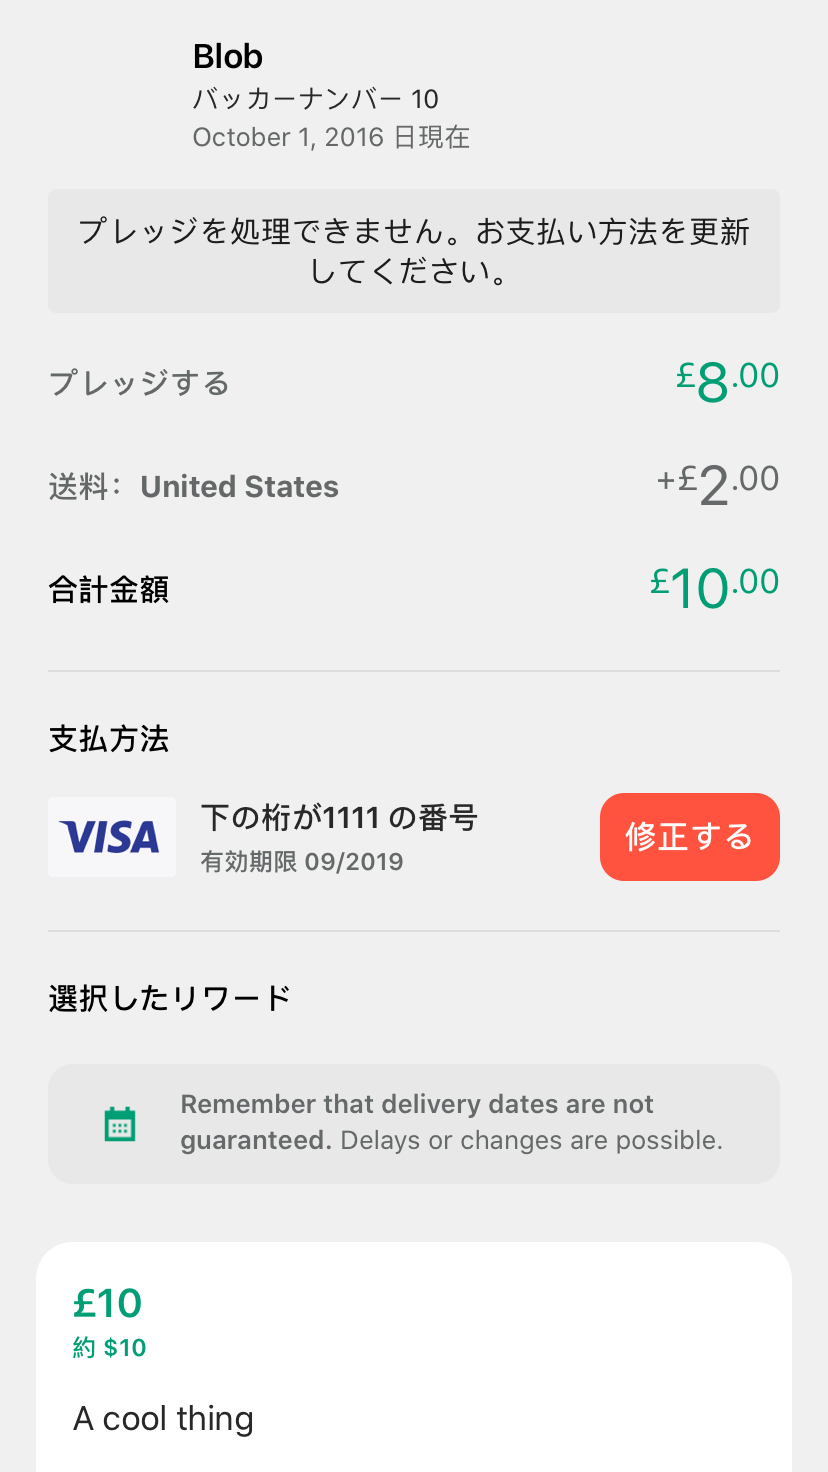 Blob
バッカーナンバー 10
October 1, 2016 日現在
プレッジを処理できません。お支払い方法を更新
してください。
プレッジする £8.00
送料： United States +£2.00
合計金額 £10.00
支払方法
VISA
下の桁が1111 の番号
有効期限 09/2019
修正する
選択したリワード
Remember that delivery dates are not
guaranteed. Delays or changes are possible.
£10
約 $10
A cool thing